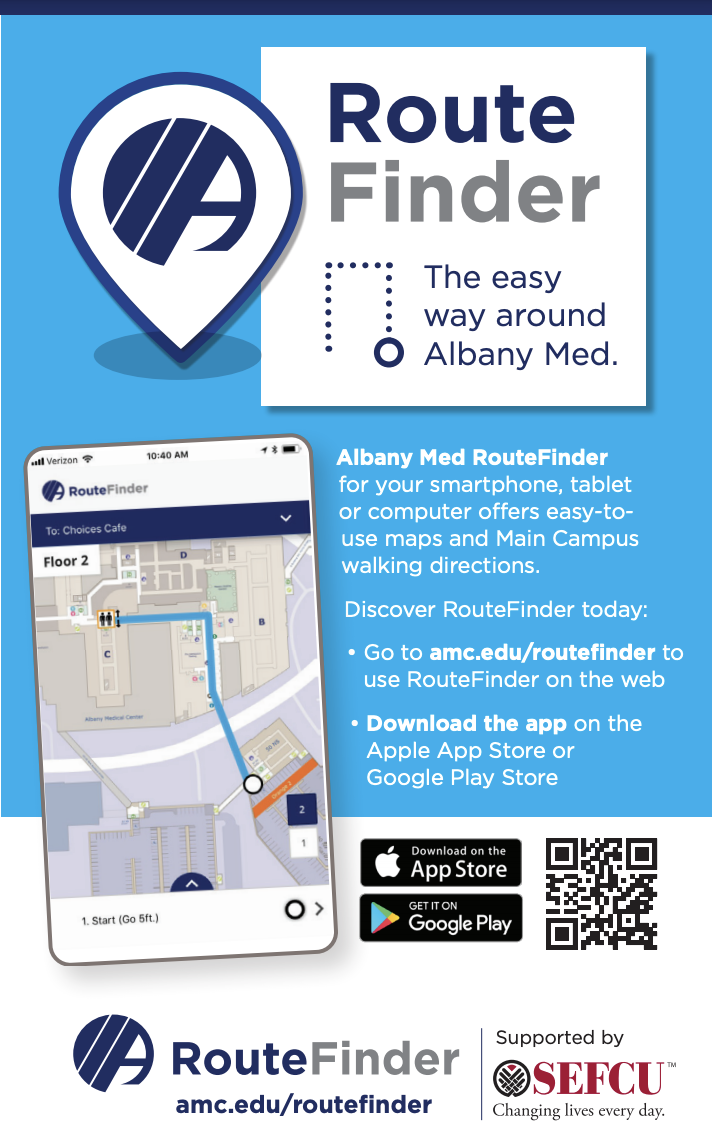 Route
Finder
The easy
way around
Albany Med.
Verizon
10:40 AM
RouteFinder
To: Choices Cafe
Floor 2
D
B
C
Albany Medical Center
50 NS
Orange 2
2
1
1. Start (Go 5ft.)
Albany Med RouteFinder
for your smartphone, tablet
or computer offers easy-to-
use maps and Main Campus
walking directions.
Discover RouteFinder today:
• Go to amc.edu/routefinder to
use RouteFinder on the web
• Download the app on the
Apple App Store or
Google Play Store
Download on the
App Store
GET IT ON
Google Play
RouteFinder
amc.edu/routefinder
Supported by
SEFCU™
Changing lives every day.